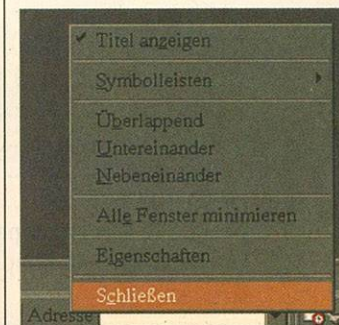 Titel anzeigen
Symbolleisten
Überlappend
Untereinander
Nebeneinander
Alle Fenster minimieren
Eigenschaften
Schließen
Adresse